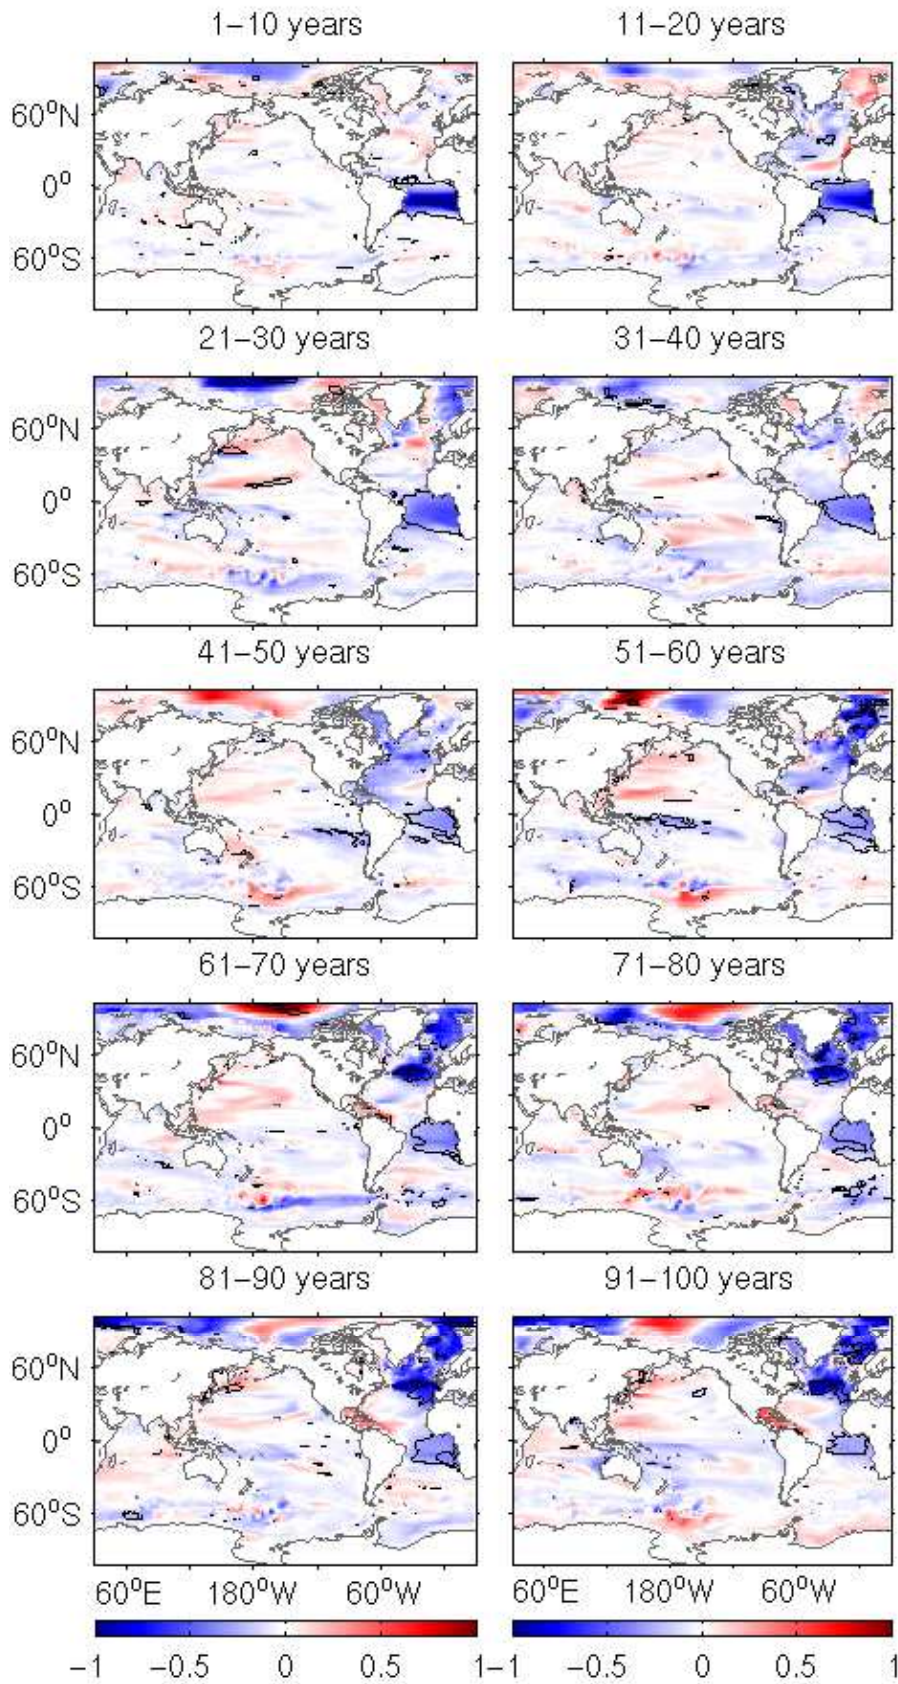 1−10 years 11−20 years
60°N
0°
60°S
21−30 years 31−40 years
60°N
0°
60°S
41−50 years 51−60 years
60°N
0°
60°S
61−70 years 71−80 years
60°N
0°
60°S
81−90 years 91−100 years
60°N
0°
60°S
60°E 180°W 60°W 60°E 180°W 60°W
−1 −0.5 0 0.5 1−1 −0.5 0 0.5 1